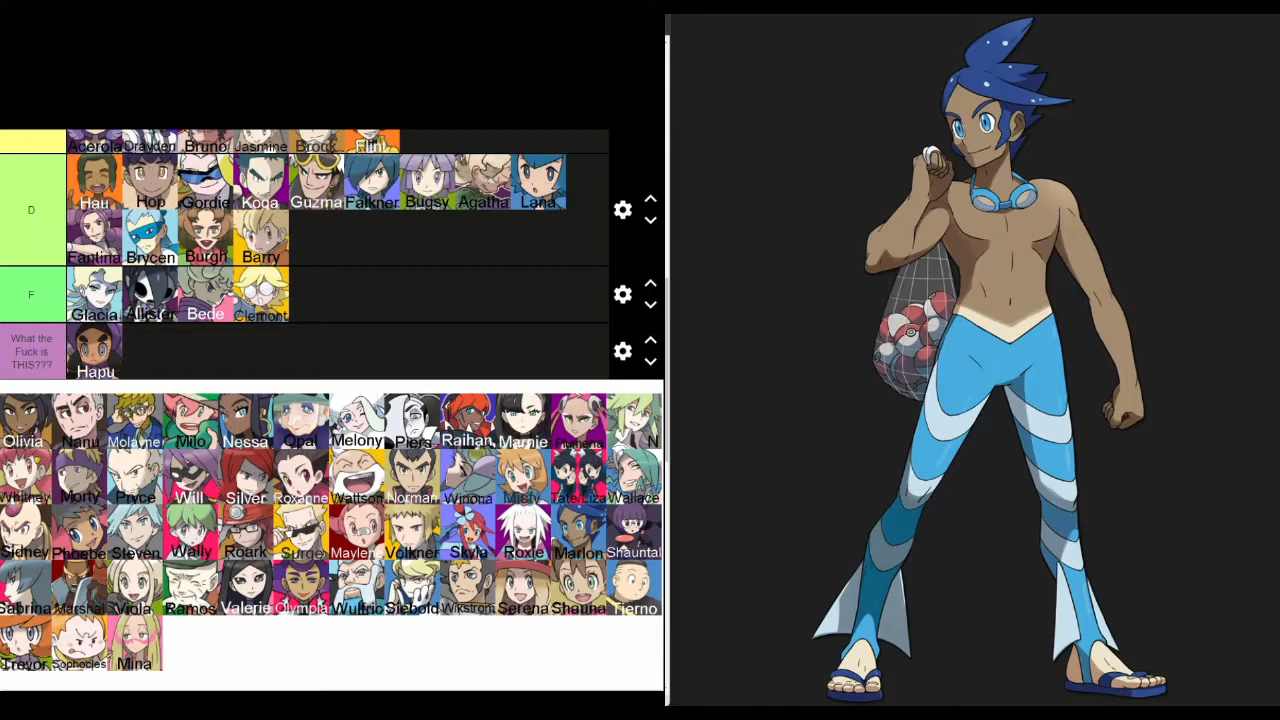 Acerola Drayden Bruno Jasmine Brock Flint
D
Hau Hop Gordie Koga Guzma Falkner Bugsy Agatha Lana
Fantina Brycen Burgh Barry
F
Glacia Allister Bede Clemont
What the
Fuck is
THIS???
Hapu
Olivia Nanu Molayne Milo Nessa Opal Melony Piers Raihan Marnie Plumeria N
Whitney Morty Pryce Will Silver Roxanne Wattson Norman Winona Misty Tate/Liza Wallace
Sidney Phoebe Steven Wally Roark Surge Maylene Volkner Skyla Roxie Marlon Shauntal
Sabrina Marshal Viola Ramos Valerie Olympia Wulfric Siebold Wikstrom Serena Shauna Tierno
Trevor Sophocles Mina